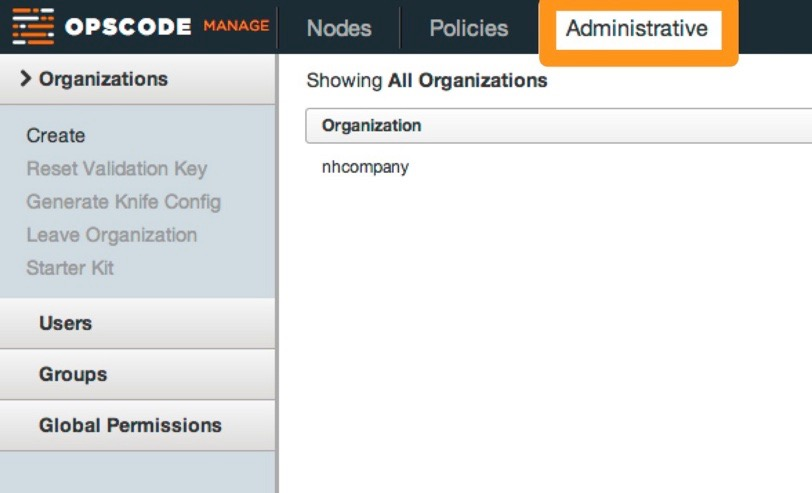 OPSCODE MANAGE Nodes Policies Administrative
Organizations
Create
Reset Validation Key
Generate Knife Config
Leave Organization
Starter Kit
Users
Groups
Global Permissions
Showing All Organizations
Organization
nhcompany